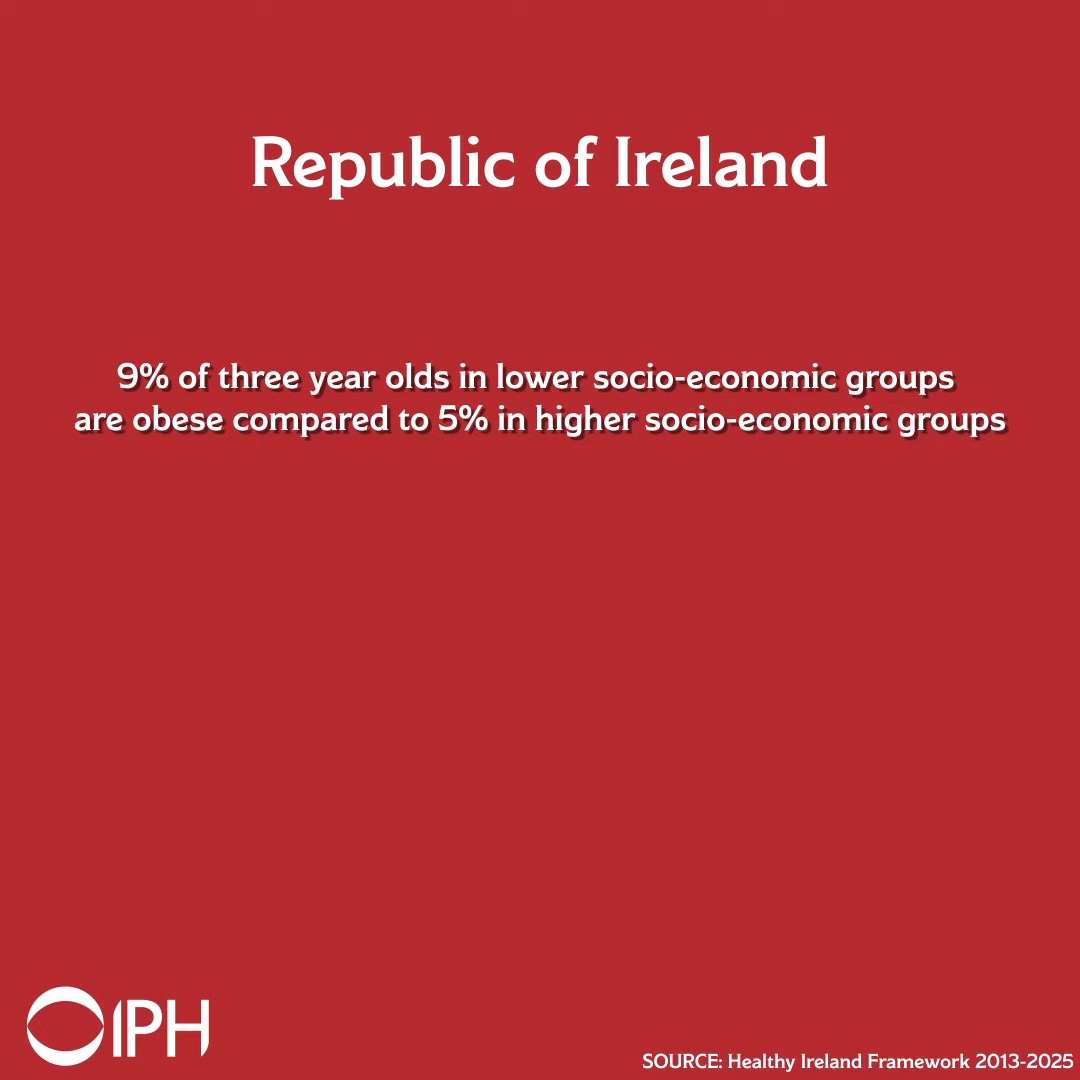 Republic of Ireland
9% of three year olds in lower socio-economic groups
are obese compared to 5% in higher socio-economic groups
IPH
SOURCE: Healthy Ireland Framework 2013-2025